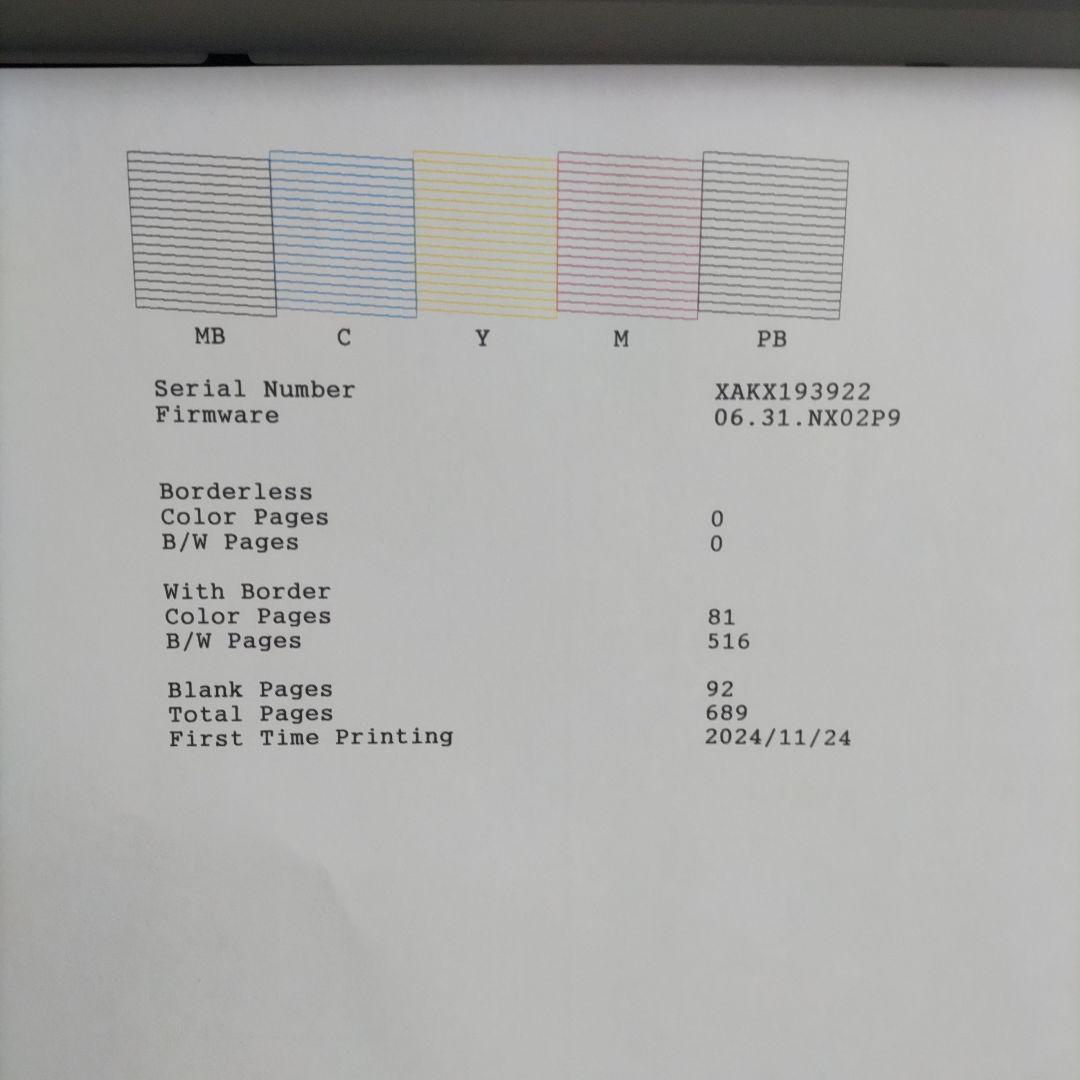 MB C Y M PB
Serial Number XAKX193922
Firmware 06.31.NX02P9
Borderless
Color Pages 0
B/W Pages 0
With Border
Color Pages 81
B/W Pages 516
Blank Pages 92
Total Pages 689
First Time Printing 2024/11/24